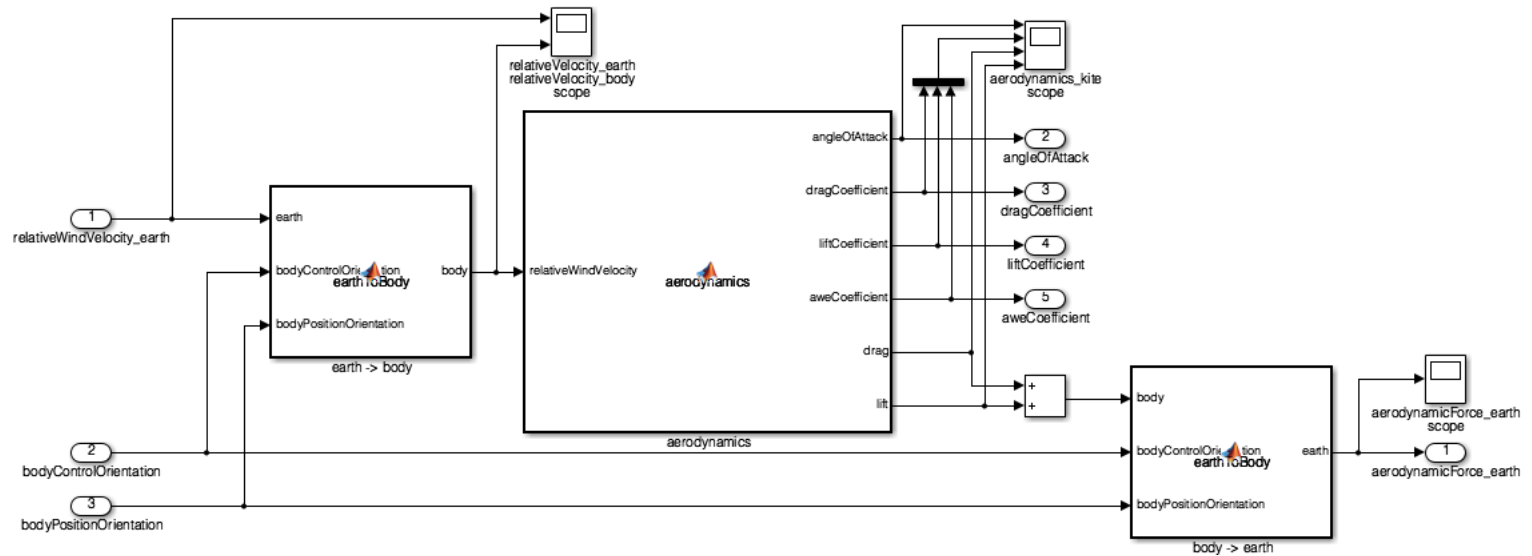 relativeVelocity_earth
relativeVelocity_body
scope
aerodynamics_kite
scope
angleOfAttack
2
angleOfAttack
dragCoefficient
3
dragCoefficient
1
relativeWindVelocity_earth
earth
liftCoefficient
4
liftCoefficient
bodyControlOrientation
earthToBody
body
relativeWindVelocity
aerodynamics
aweCoefficient
5
aweCoefficient
bodyPositionOrientation
drag
earth -> body
+
+
lift
aerodynamics
body
aerodynamicForce_earth
scope
2
bodyControlOrientation
bodyControlOrientation
earthToBody
earth
1
aerodynamicForce_earth
3
bodyPositionOrientation
bodyPositionOrientation
body -> earth